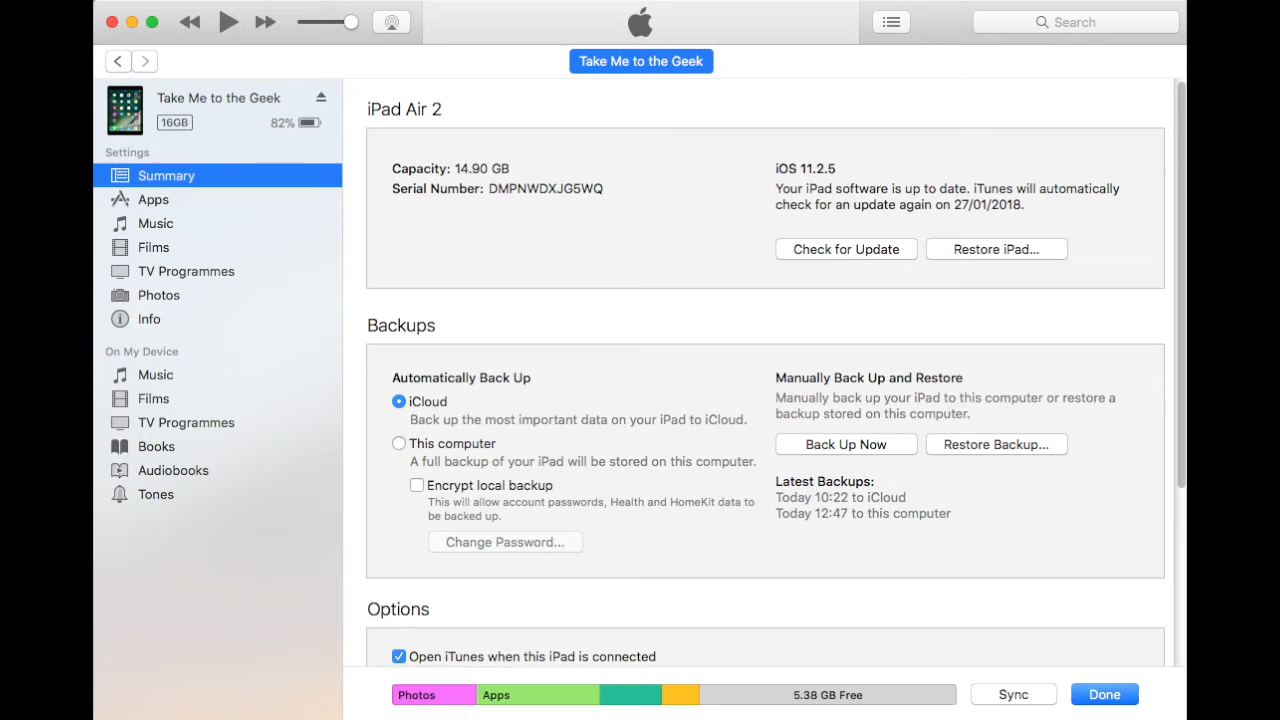 Search
Take Me to the Geek
Take Me to the Geek
16GB
82%
Settings
Summary
Apps
Music
Films
TV Programmes
Photos
Info
On My Device
Music
Films
TV Programmes
Books
Audiobooks
Tones
iPad Air 2
Capacity: 14.90 GB
Serial Number: DMPNWDXJG5WQ
iOS 11.2.5
Your iPad software is up to date. iTunes will automatically
check for an update again on 27/01/2018.
Check for Update
Restore iPad...
Backups
Automatically Back Up
iCloud
Back up the most important data on your iPad to iCloud.
This computer
A full backup of your iPad will be stored on this computer.
Encrypt local backup
This will allow account passwords, Health and HomeKit data to
be backed up.
Change Password...
Manually Back Up and Restore
Manually back up your iPad to this computer or restore a
backup stored on this computer.
Back Up Now
Restore Backup...
Latest Backups:
Today 10:22 to iCloud
Today 12:47 to this computer
Options
Open iTunes when this iPad is connected
Photos
Apps
5.38 GB Free
Sync
Done